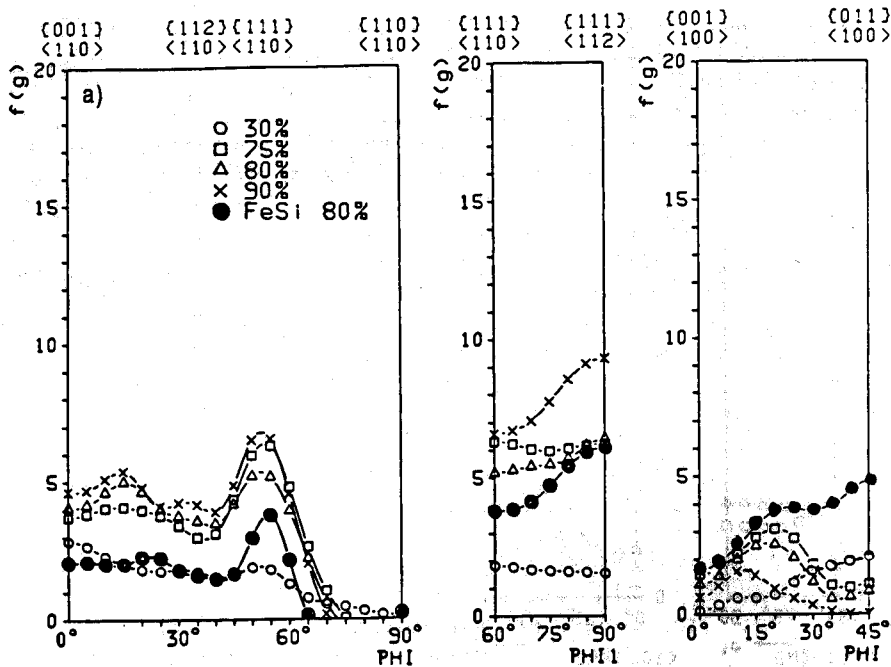 {001} {112} {111} {110}
<110> <110> <110> <110>
f(g)
20
15
10
5
0
a)
○ 30%
□ 75%
△ 80%
× 90%
● FeSi 80%
0° 30° 60° 90°
PHI
{111} {111}
<110> <112>
f(g)
20
15
10
5
0
60° 75° 90°
PHI1
{001} {011}
<100> <100>
f(g)
20
15
10
5
0
0° 15° 30° 45°
PHI